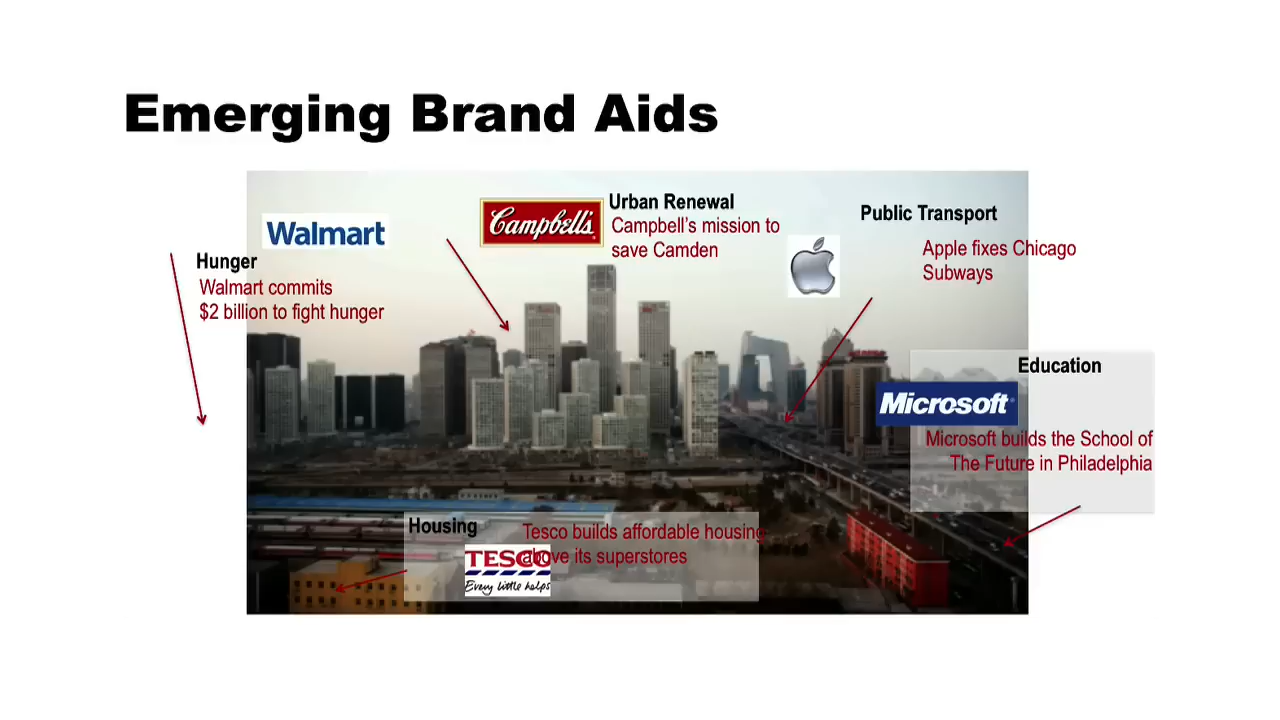 Emerging Brand Aids
Walmart
Hunger
Walmart commits
$2 billion to fight hunger
Campbell's
Urban Renewal
Campbell's mission to
save Camden
Public Transport
Apple fixes Chicago
Subways
Education
Microsoft
Microsoft builds the School of
The Future in Philadelphia
Housing
Tesco builds affordable housing
above its superstores
TESCO
Every little helps